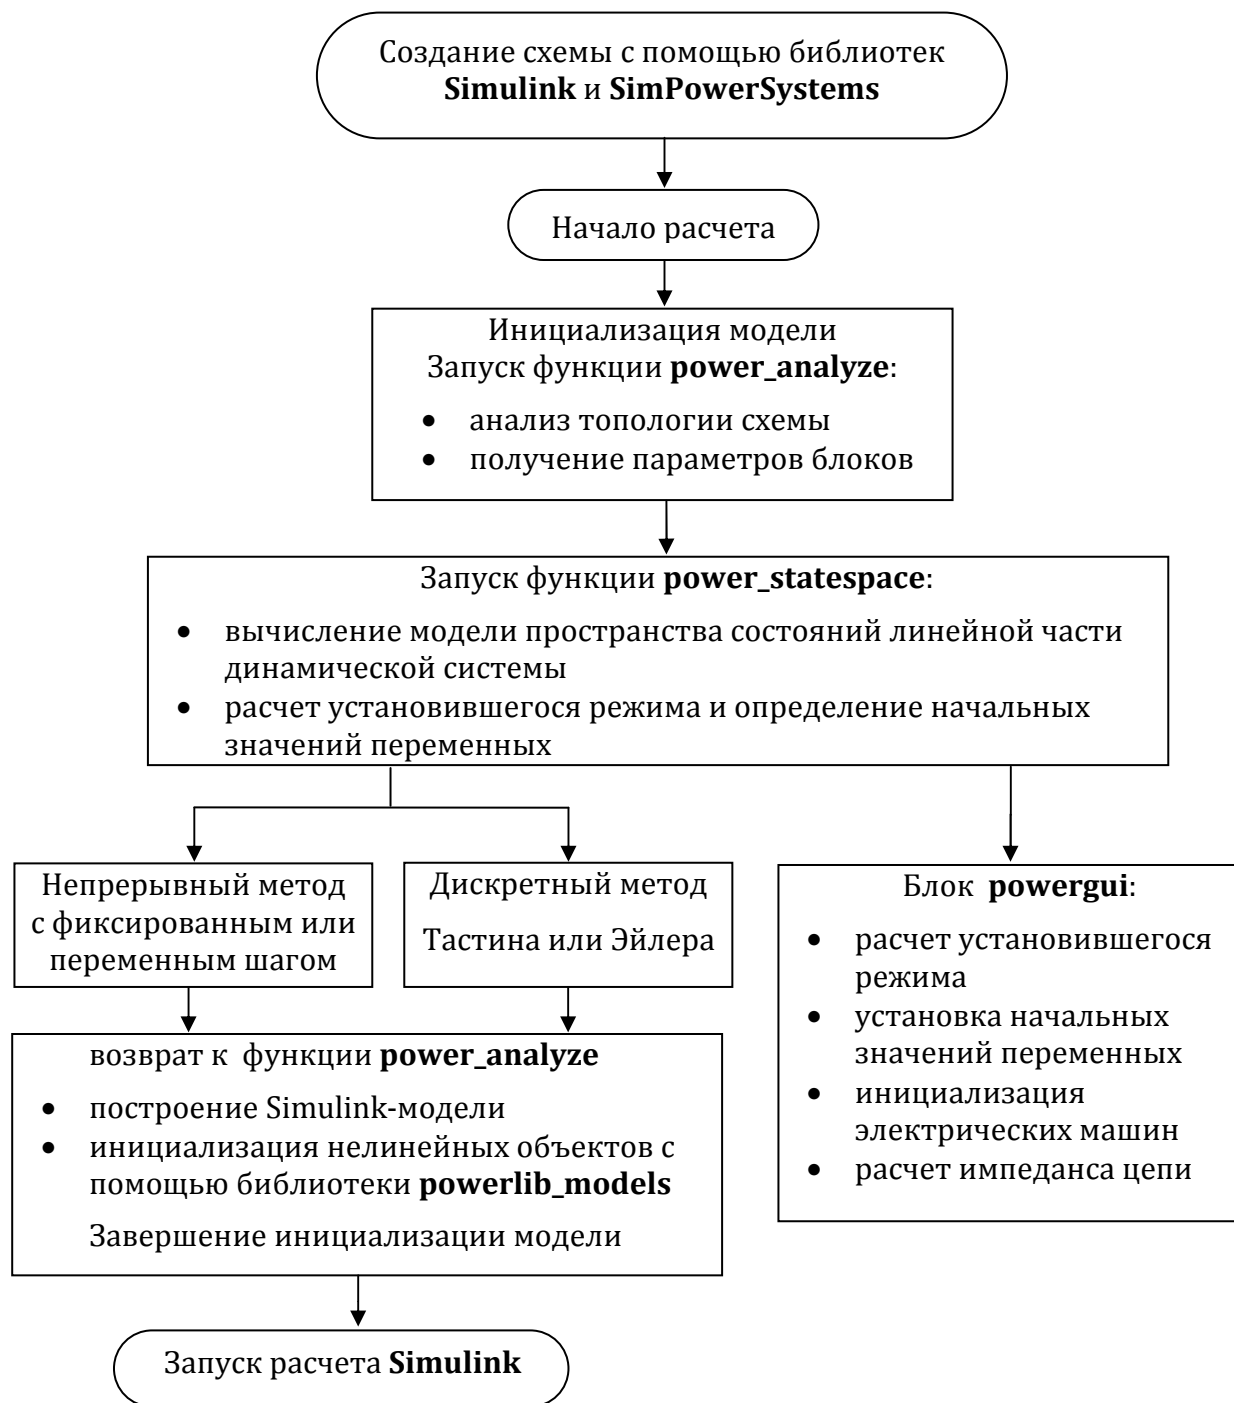 Создание схемы с помощью библиотек
Simulink и SimPowerSystems
Начало расчета
Инициализация модели
Запуск функции power_analyze:
• анализ топологии схемы
• получение параметров блоков
Запуск функции power_statespace:
• вычисление модели пространства состояний линейной части
динамической системы
• расчет установившегося режима и определение начальных
значений переменных
Непрерывный метод
с фиксированным или
переменным шагом
Дискретный метод
Тастина или Эйлера
Блок powergui:
• расчет установившегося
режима
• установка начальных
значений переменных
• инициализация
электрических машин
• расчет импеданса цепи
возврат к функции power_analyze
• построение Simulink-модели
• инициализация нелинейных объектов с
помощью библиотеки powerlib_models
Завершение инициализации модели
Запуск расчета Simulink